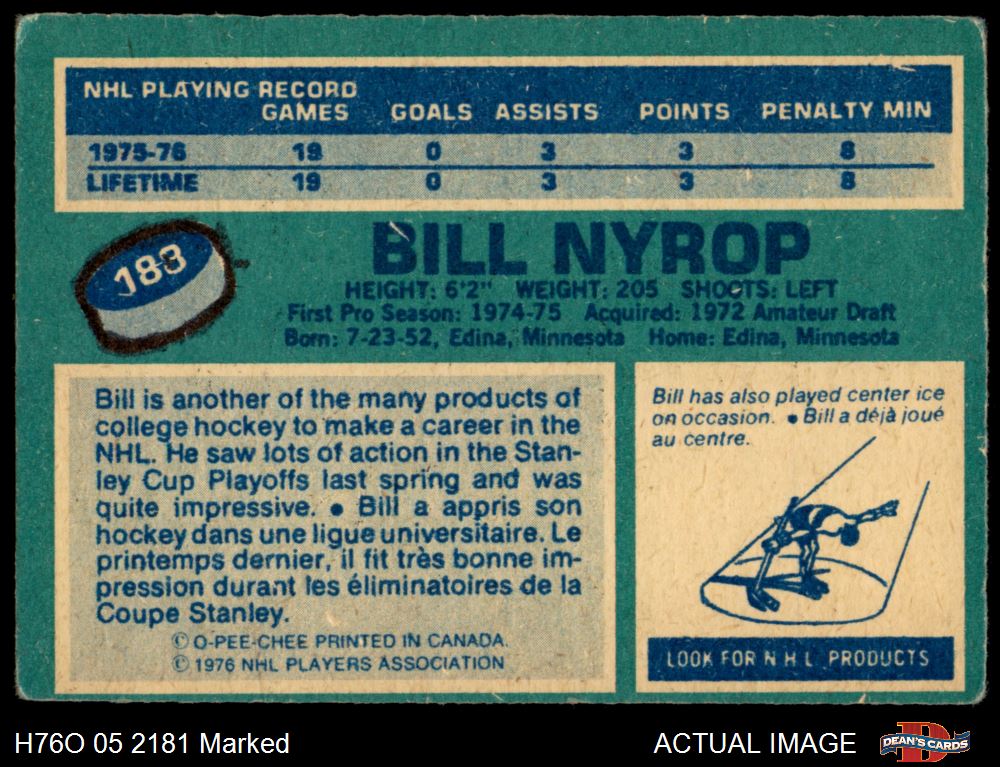 NHL PLAYING RECORD
GAMES GOALS ASSISTS POINTS PENALTY MIN
1975-76 19 0 3 3 8
LIFETIME 19 0 3 3 8
188
BILL NYROP
HEIGHT: 6'2" WEIGHT: 205 SHOOTS: LEFT
First Pro Season: 1974-75 Acquired: 1972 Amateur Draft
Born: 7-23-52, Edina, Minnesota Home: Edina, Minnesota
Bill is another of the many products of
college hockey to make a career in the
NHL. He saw lots of action in the Stan-
ley Cup Playoffs last spring and was
quite impressive. • Bill a appris son
hockey dans une ligue universitaire. Le
printemps dernier, il fit très bonne im-
pression durant les éliminatoires de la
Coupe Stanley.
© O-PEE-CHEE PRINTED IN CANADA.
© 1976 NHL PLAYERS ASSOCIATION
Bill has also played center ice
on occasion. • Bill a déjà joué
au centre.
LOOK FOR N H L PRODUCTS
H76O 05 2181 Marked
ACTUAL IMAGE
DEAN'S CARDS